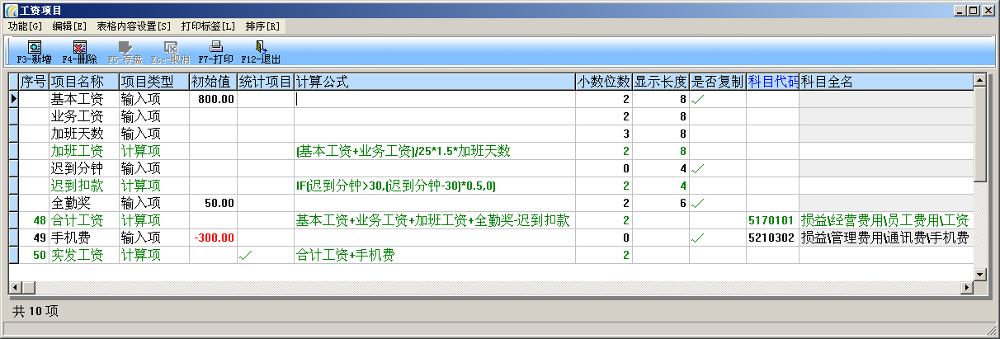 工资项目
功能[G] 编辑[E] 表格内容设置[S] 打印标签[L] 排序[R]
F3-新增 F4-删除 F5-存盘 Esc-取消 F7-打印 F12-退出
序号 项目名称 项目类型 初始值 统计项目 计算公式 小数位数 显示长度 是否复制 科目代码 科目全名
基本工资 输入项 800.00 2 8 ✓
业务工资 输入项 2 8
加班天数 输入项 3 8
加班工资 计算项 (基本工资+业务工资)/25*1.5*加班天数 2 8
迟到分钟 输入项 0 4 ✓
迟到扣款 计算项 IF(迟到分钟>30,(迟到分钟-30)*0.5,0) 2 4
全勤奖 输入项 50.00 2 6 ✓
48 合计工资 计算项 基本工资+业务工资+加班工资+全勤奖-迟到扣款 2 5170101 损益\经营费用\员工费用\工资
49 手机费 输入项 -300.00 0 ✓ 5210302 损益\管理费用\通讯费\手机费
50 实发工资 计算项 ✓ 合计工资+手机费 2
共 10 项